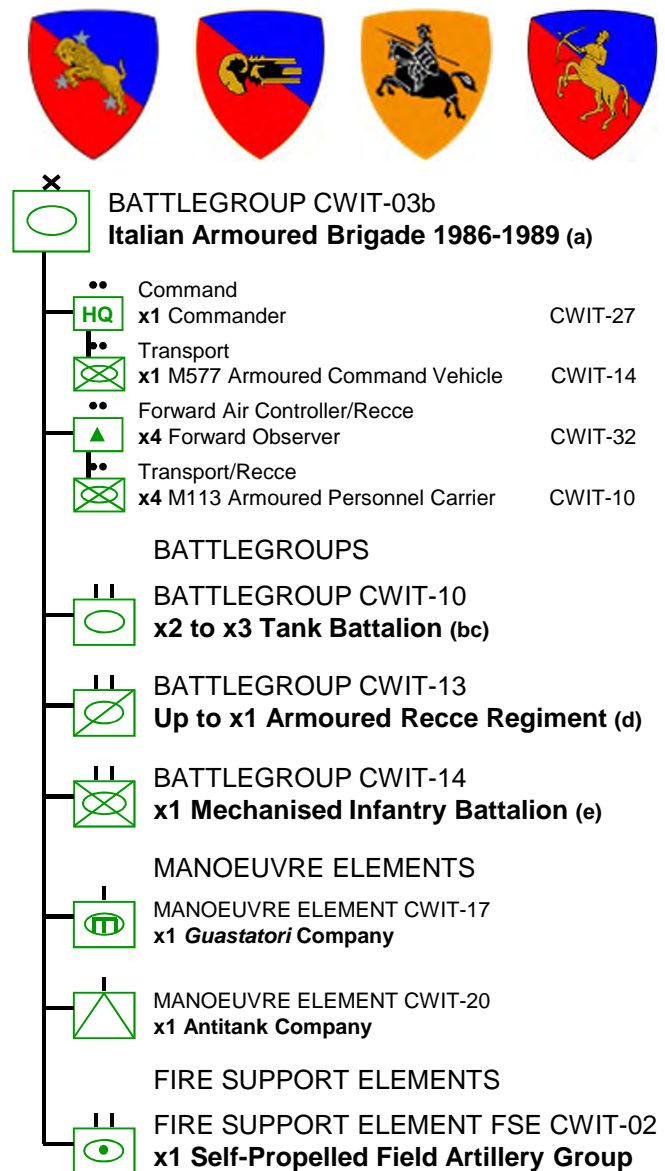 BATTLEGROUP CWIT-03b
Italian Armoured Brigade 1986-1989 (a)
Command
HQ x1 Commander CWIT-27
Transport
x1 M577 Armoured Command Vehicle CWIT-14
Forward Air Controller/Recce
x4 Forward Observer CWIT-32
Transport/Recce
x4 M113 Armoured Personnel Carrier CWIT-10
BATTLEGROUPS
BATTLEGROUP CWIT-10
x2 to x3 Tank Battalion (bc)
BATTLEGROUP CWIT-13
Up to x1 Armoured Recce Regiment (d)
BATTLEGROUP CWIT-14
x1 Mechanised Infantry Battalion (e)
MANOEUVRE ELEMENTS
MANOEUVRE ELEMENT CWIT-17
x1 Guastatori Company
MANOEUVRE ELEMENT CWIT-20
x1 Antitank Company
FIRE SUPPORT ELEMENTS
FIRE SUPPORT ELEMENT FSE CWIT-02
x1 Self-Propelled Field Artillery Group